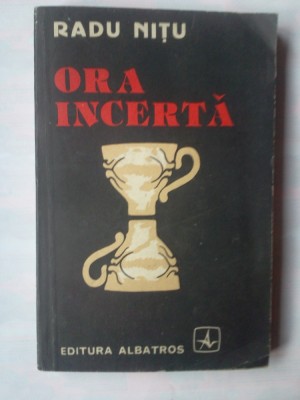 RADU NIȚU
ORA
INCERTĂ
EDITURA ALBATROS